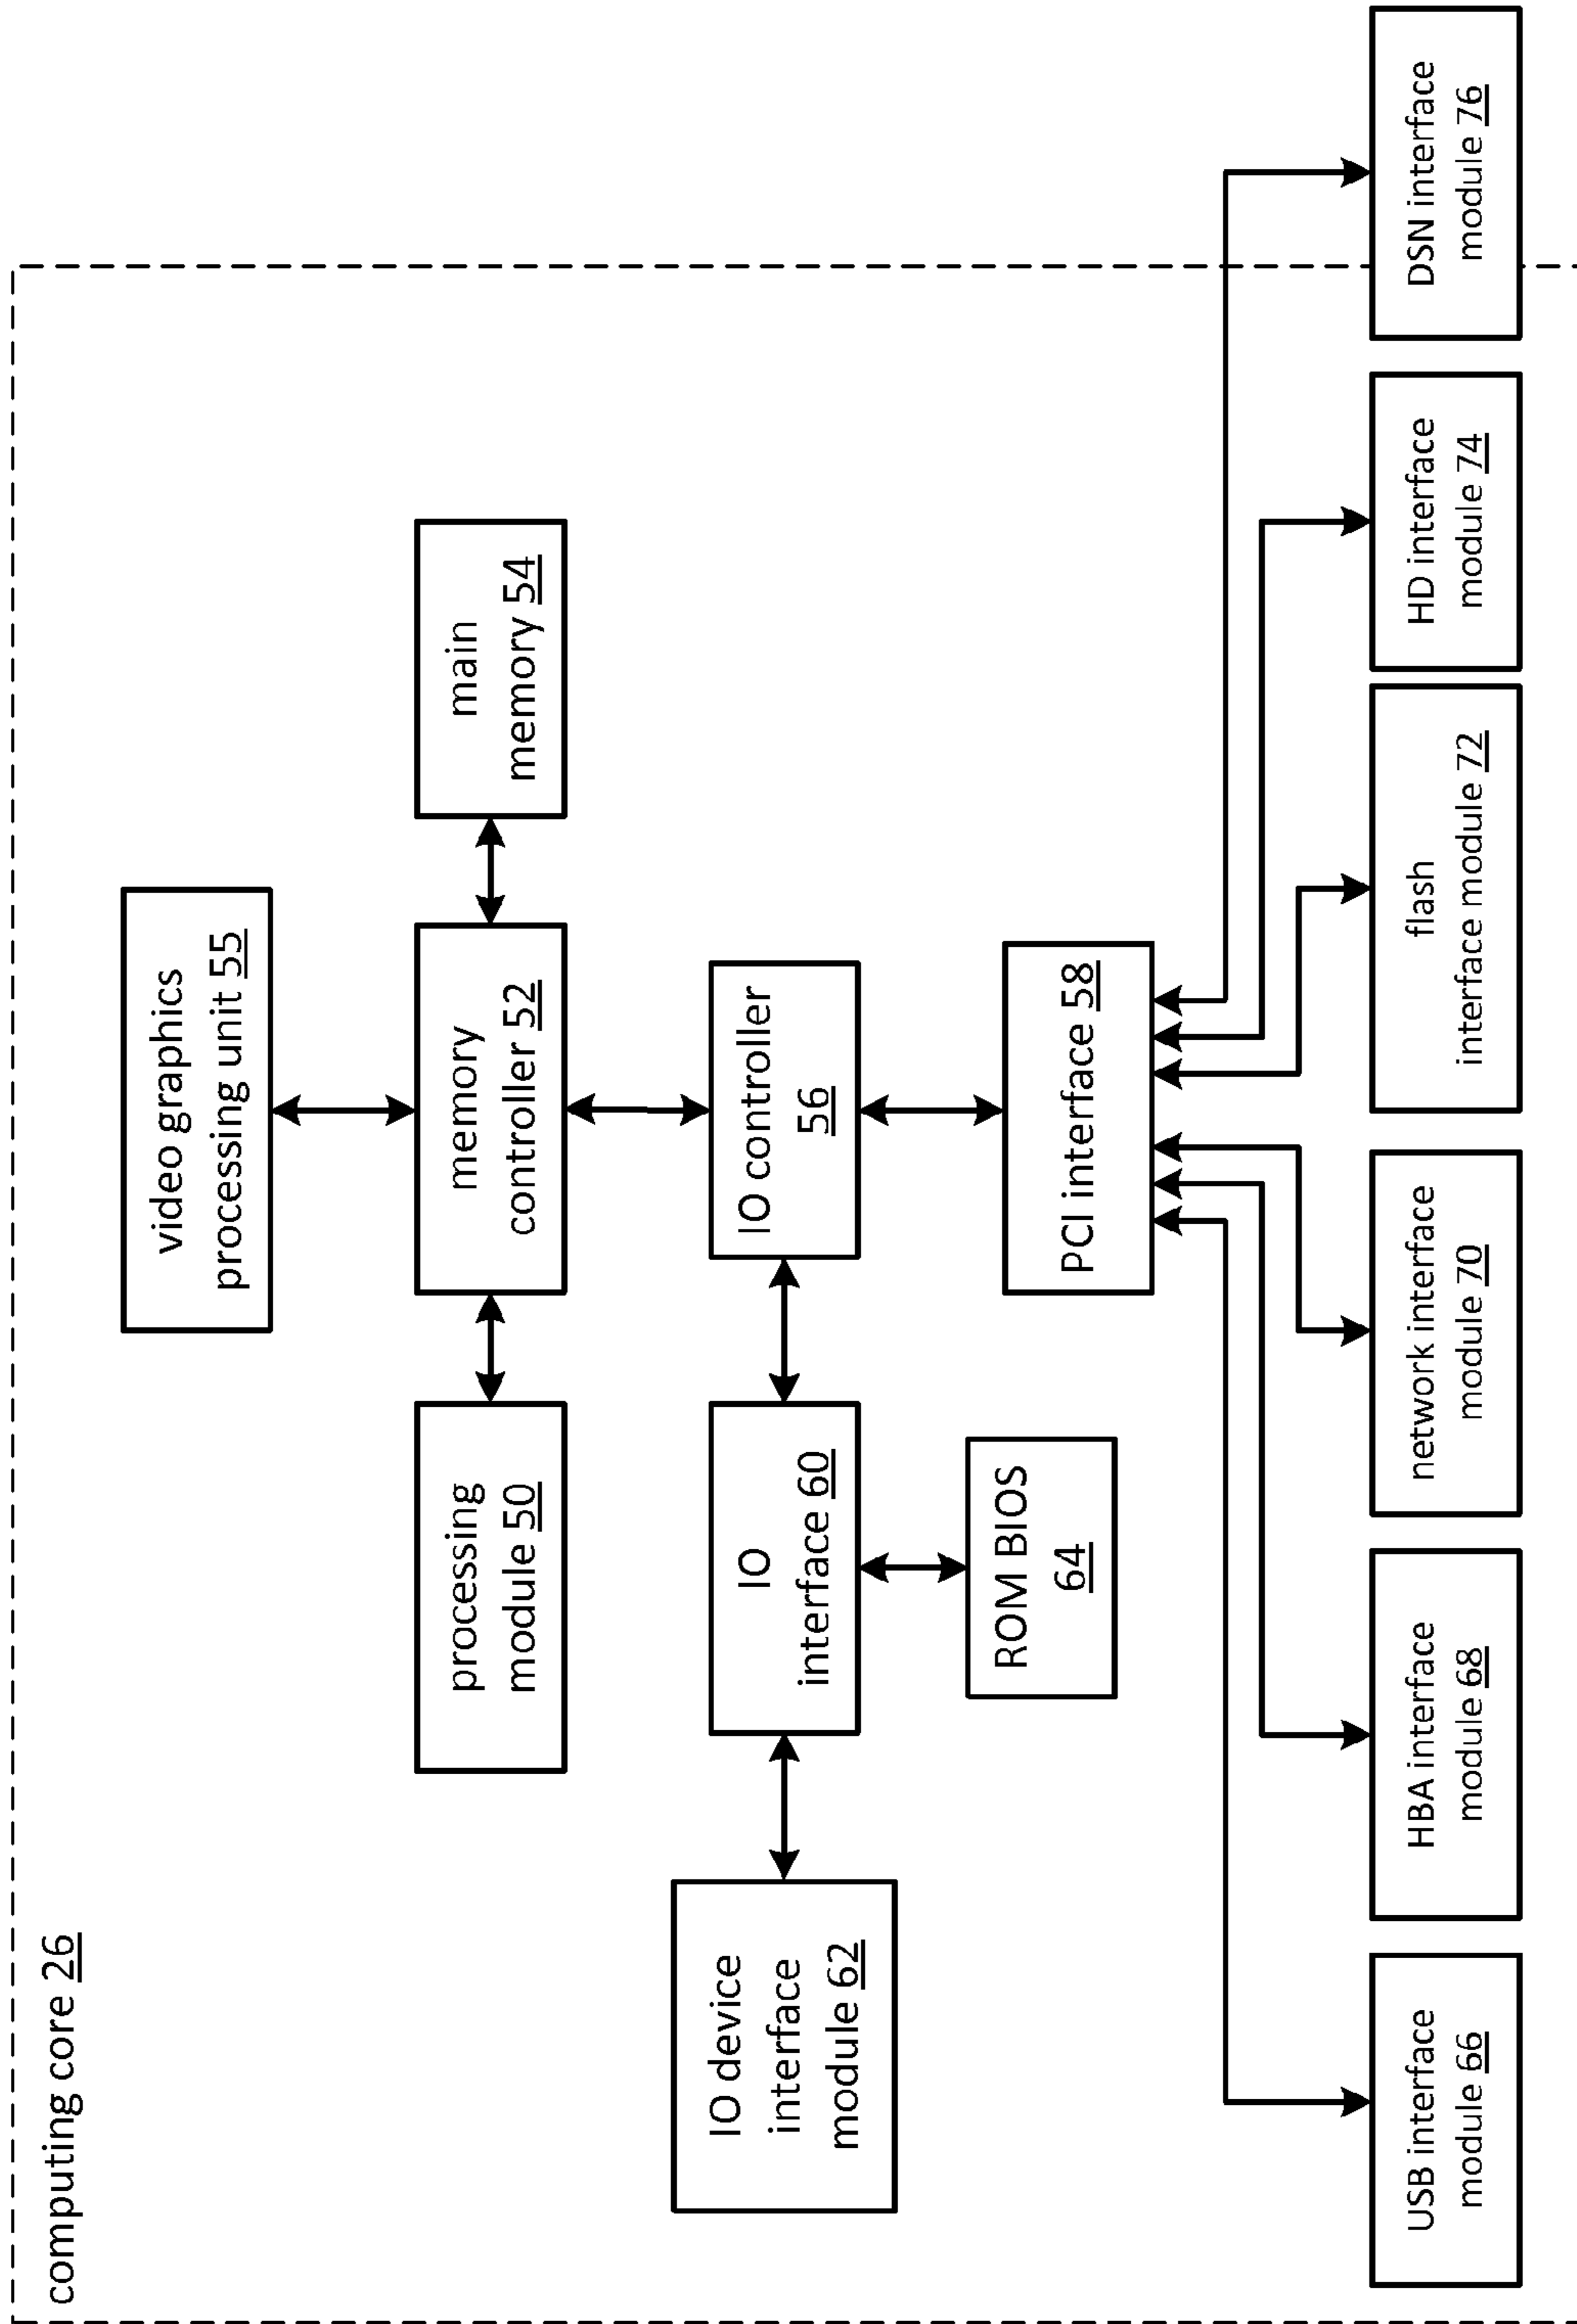 computing core 26
video graphics
processing unit 55
processing
module 50
memory
controller 52
main
memory 54
IO device
interface
module 62
IO
interface 60
IO controller
56
ROM BIOS
64
PCI interface 58
USB interface
module 66
HBA interface
module 68
network interface
module 70
flash
interface module 72
HD interface
module 74
DSN interface
module 76